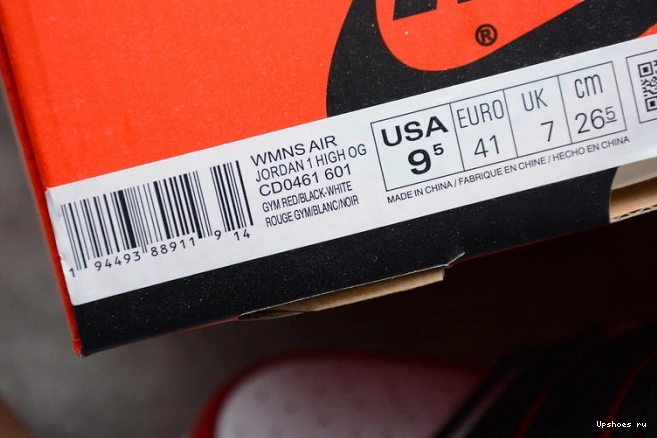 ®
WMNS AIR
JORDAN 1 HIGH OG
CD0461 601
GYM RED/BLACK-WHITE
ROUGE GYM/BLANC/NOIR
1 94493 88911 9 14
USA
9⁵
EURO
41
UK
7
cm
26⁵
MADE IN CHINA / FABRIQUE EN CHINE / HECHO EN CHINA
Upshoes ru